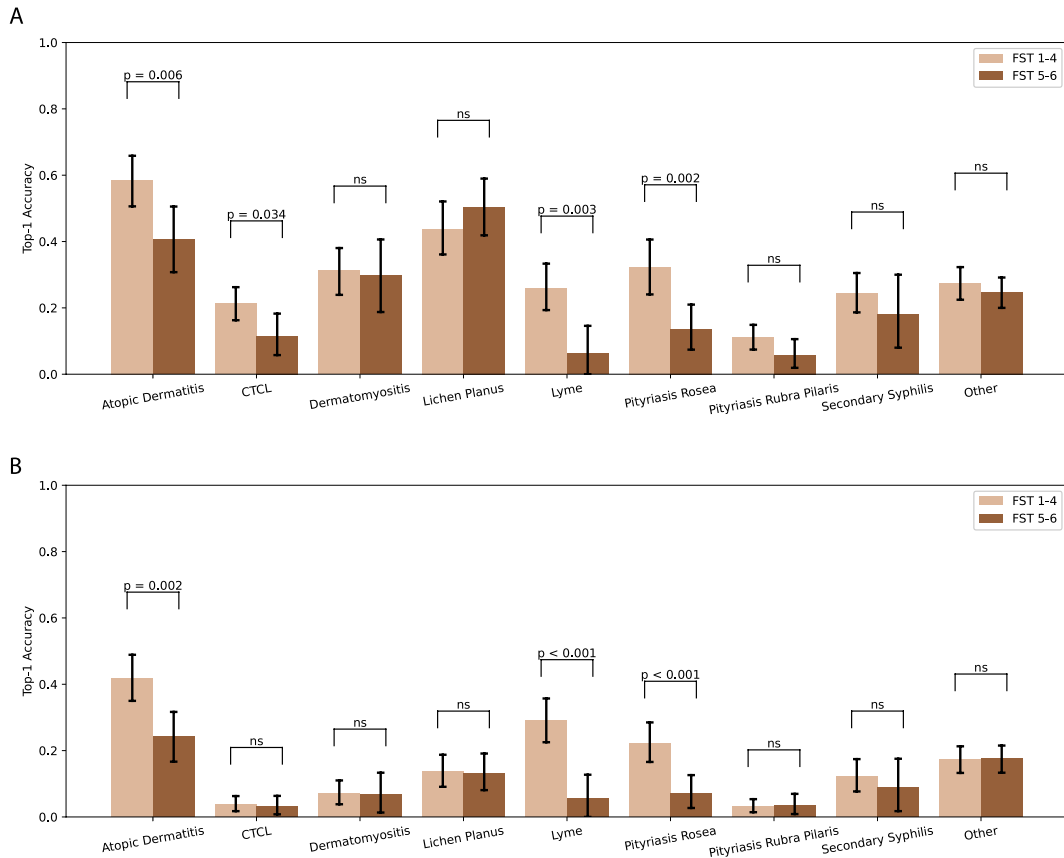 A
1.0
0.8
0.6
0.4
0.2
0.0
Top-1 Accuracy
FST 1-4
FST 5-6
p = 0.006
p = 0.034
ns
ns
p = 0.003
p = 0.002
ns
ns
ns
Atopic Dermatitis
CTCL
Dermatomyositis
Lichen Planus
Lyme
Pityriasis Rosea
Pityriasis Rubra Pilaris
Secondary Syphilis
Other
B
1.0
0.8
0.6
0.4
0.2
0.0
Top-1 Accuracy
FST 1-4
FST 5-6
p = 0.002
ns
ns
ns
p < 0.001
p < 0.001
ns
ns
ns
Atopic Dermatitis
CTCL
Dermatomyositis
Lichen Planus
Lyme
Pityriasis Rosea
Pityriasis Rubra Pilaris
Secondary Syphilis
Other